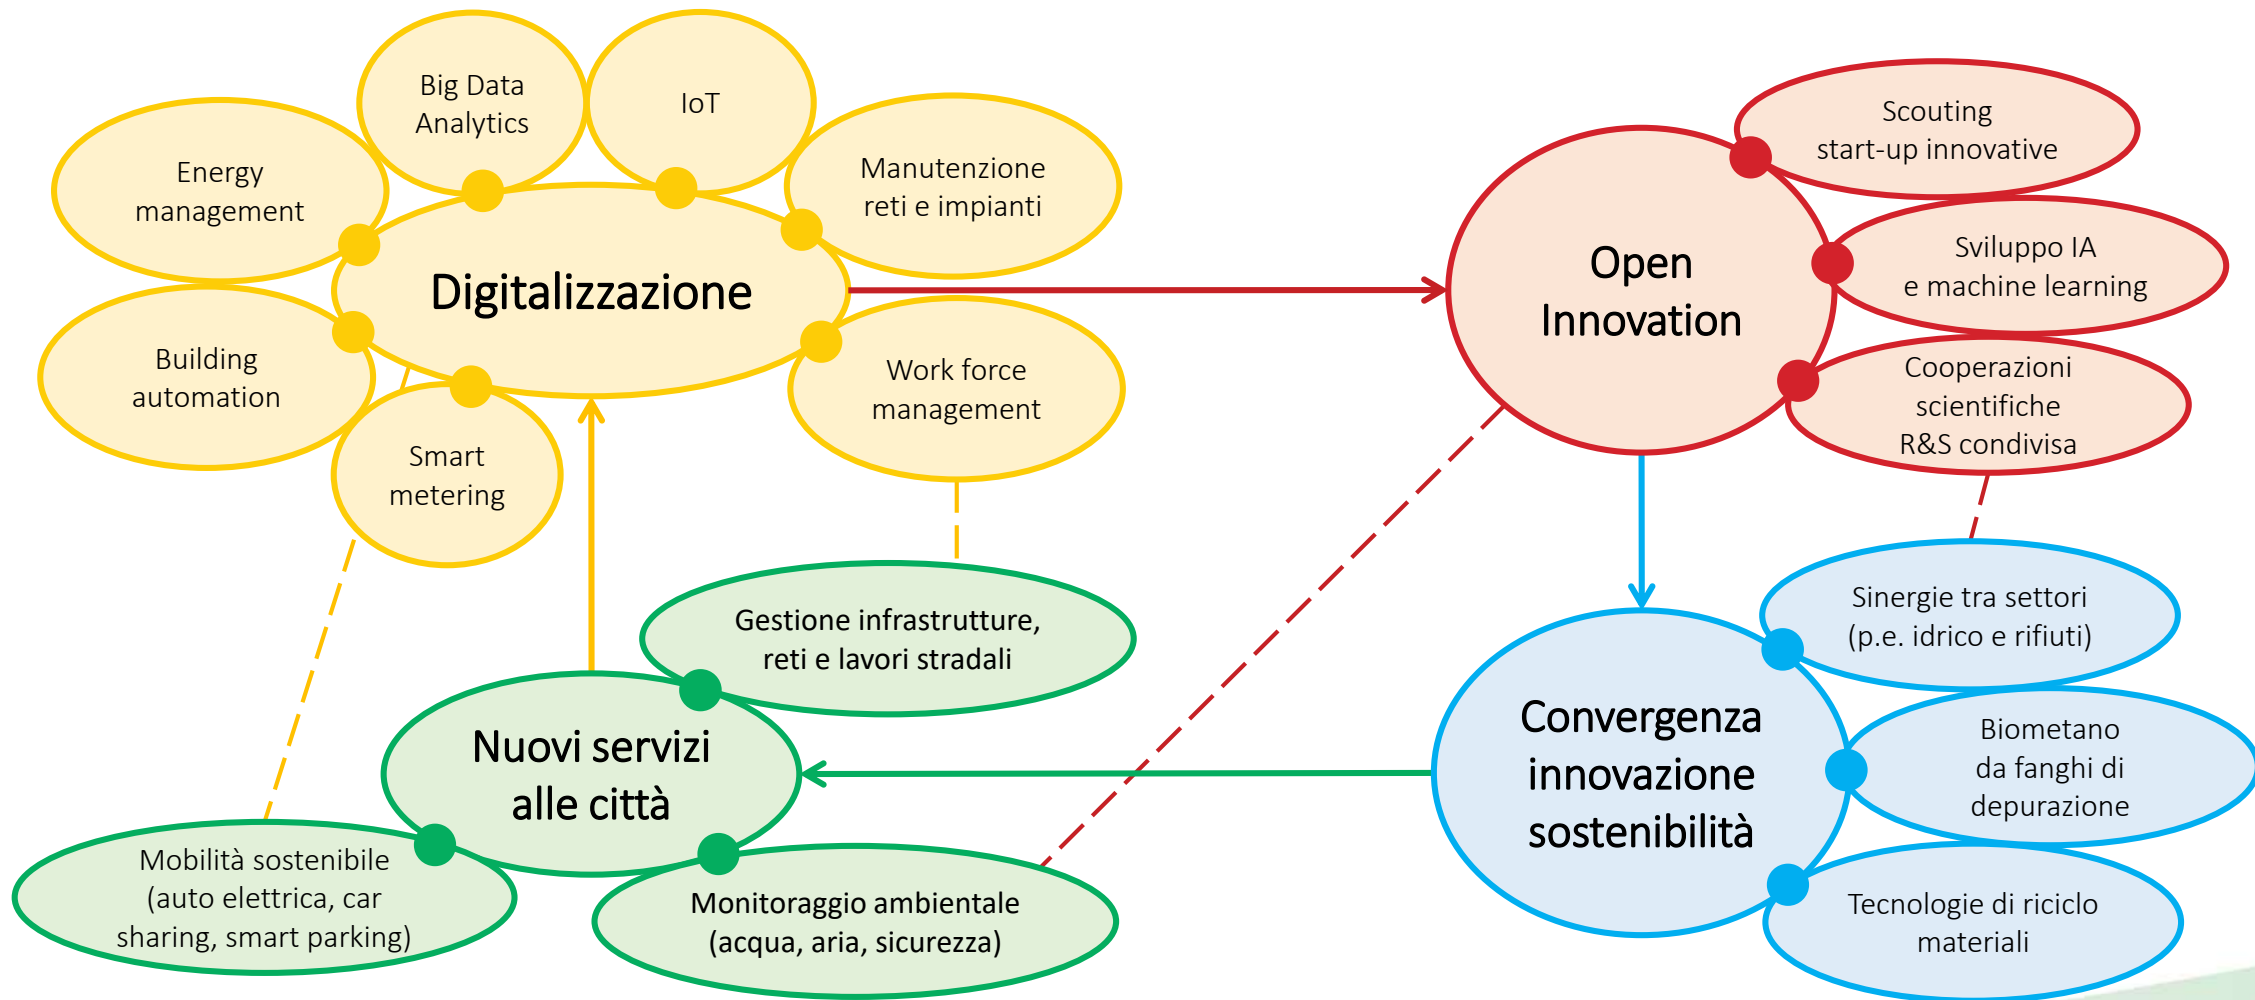 Big Data
Analytics
IoT
Energy
management
Manutenzione
reti e impianti
Digitalizzazione
Building
automation
Work force
management
Smart
metering
Scouting
start-up innovative
Open
Innovation
Sviluppo IA
e machine learning
Cooperazioni
scientifiche
R&S condivisa
Gestione infrastrutture,
reti e lavori stradali
Nuovi servizi
alle città
Mobilità sostenibile
(auto elettrica, car
sharing, smart parking)
Monitoraggio ambientale
(acqua, aria, sicurezza)
Sinergie tra settori
(p.e. idrico e rifiuti)
Convergenza
innovazione
sostenibilità
Biometano
da fanghi di
depurazione
Tecnologie di riciclo
materiali